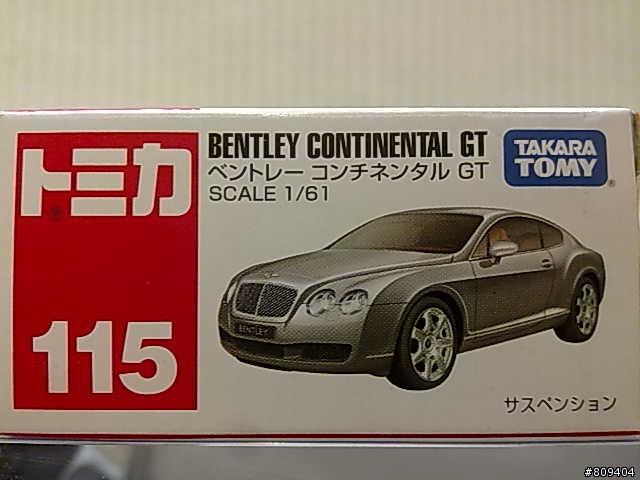 トミカ
115
BENTLEY CONTINENTAL GT
ベントレー コンチネンタル GT
SCALE 1/61
TAKARA
TOMY
BENTLEY
サスペンション
#809404